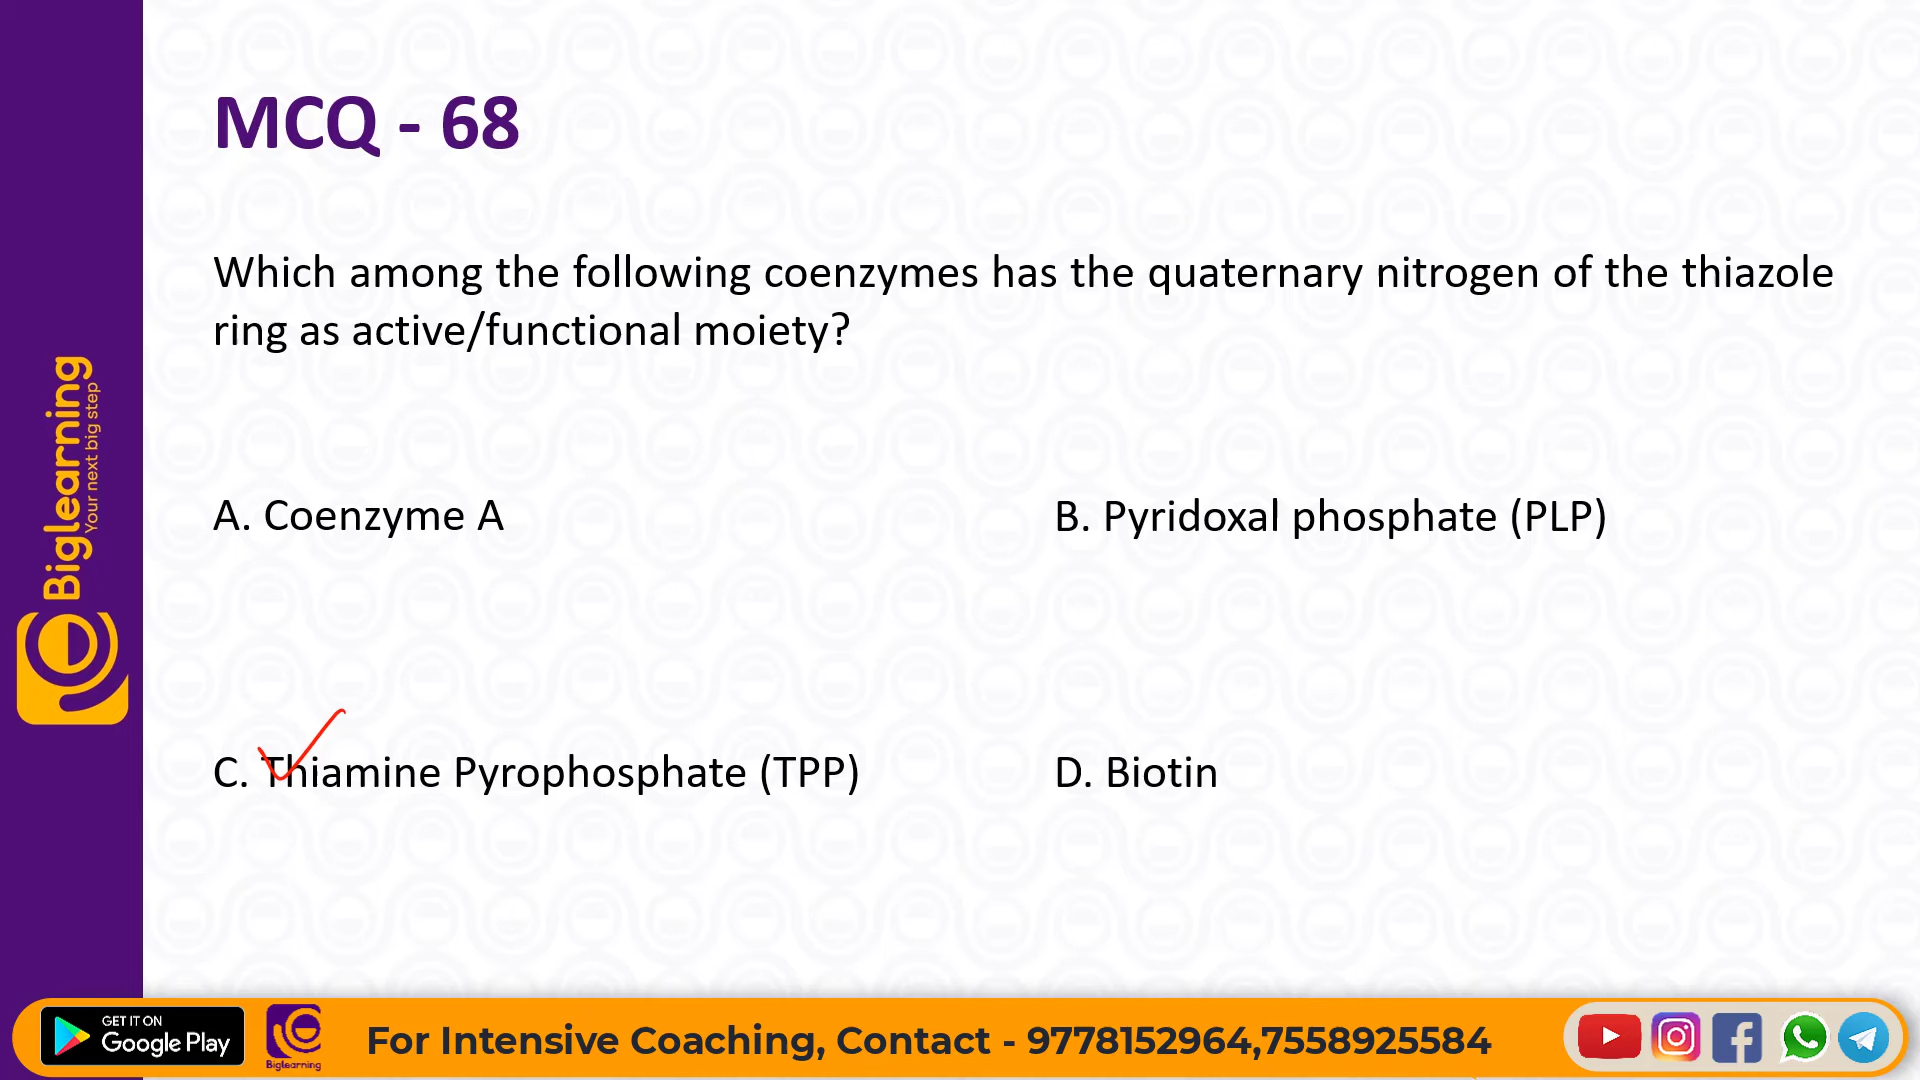 MCQ - 68
Which among the following coenzymes has the quaternary nitrogen of the thiazole
ring as active/functional moiety?
A. Coenzyme A
B. Pyridoxal phosphate (PLP)
C. Thiamine Pyrophosphate (TPP)
D. Biotin
Biglearning
Your next big step
GET IT ON
Google Play
Biglearning
For Intensive Coaching, Contact - 9778152964,7558925584